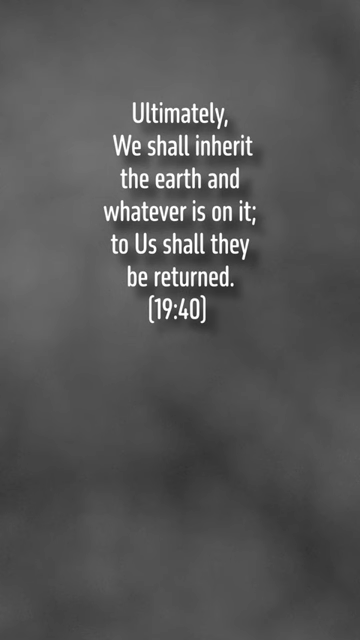 Ultimately,
We shall inherit
the earth and
whatever is on it;
to Us shall they
be returned.
(19:40)